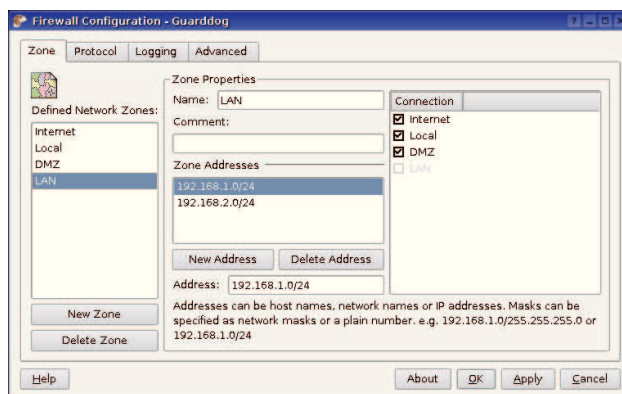 Firewall Configuration - Guarddog
Zone Protocol Logging Advanced
Defined Network Zones:
Internet
Local
DMZ
LAN
New Zone
Delete Zone
Zone Properties
Name: LAN
Comment:
Zone Addresses
192.168.1.0/24
192.168.2.0/24
New Address Delete Address
Address: 192.168.1.0/24
Connection
Internet
Local
DMZ
LAN
Addresses can be host names, network names or IP addresses. Masks can
be specified as network masks or a plain number. e.g. 192.168.1.0/255.255.255.0 or
192.168.1.0/24
Help About OK Apply Cancel